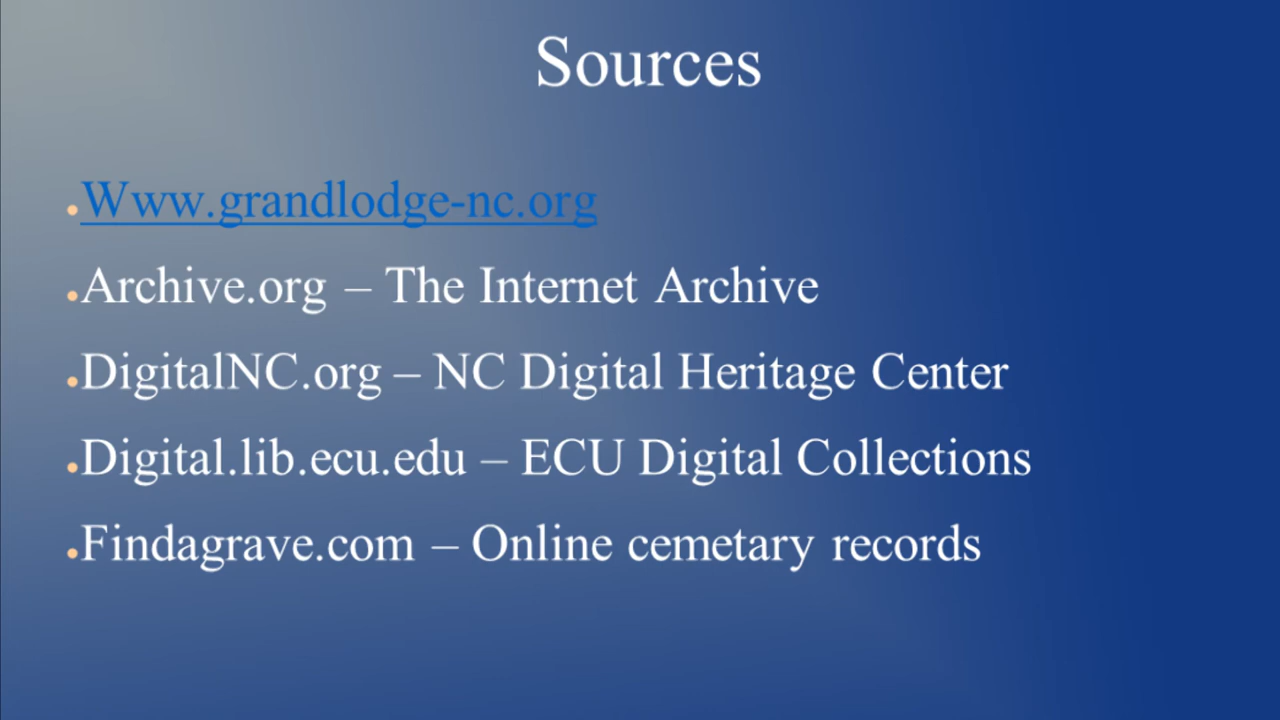 Sources
Www.grandlodge-nc.org
Archive.org – The Internet Archive
DigitalNC.org – NC Digital Heritage Center
Digital.lib.ecu.edu – ECU Digital Collections
Findagrave.com – Online cemetary records